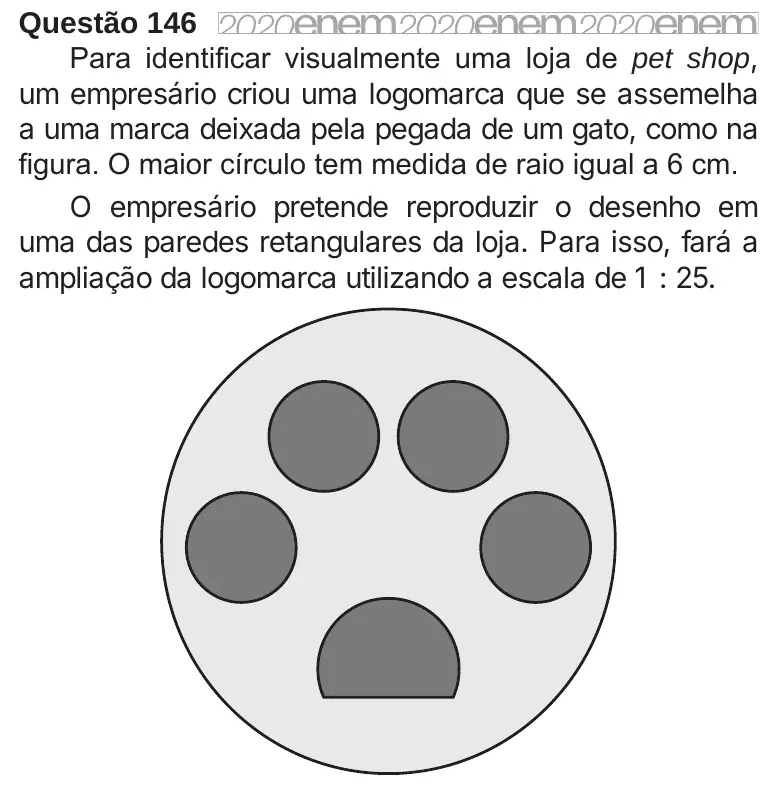 Questão 146 2020enem2020enem2020enem
Para identificar visualmente uma loja de pet shop,
um empresário criou uma logomarca que se assemelha
a uma marca deixada pela pegada de um gato, como na
figura. O maior círculo tem medida de raio igual a 6 cm.
O empresário pretende reproduzir o desenho em
uma das paredes retangulares da loja. Para isso, fará a
ampliação da logomarca utilizando a escala de 1 : 25.